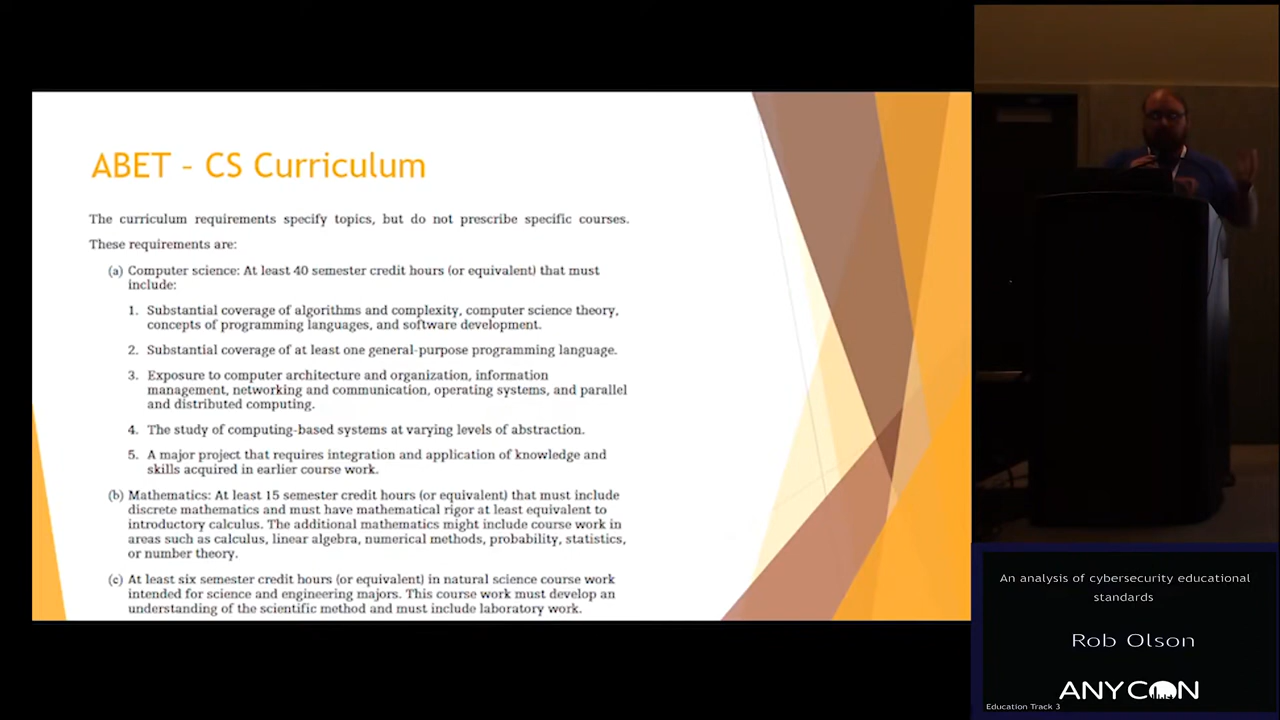 ABET – CS Curriculum
The curriculum requirements specify topics, but do not prescribe specific courses.
These requirements are:
(a) Computer science: At least 40 semester credit hours (or equivalent) that must
include:
1. Substantial coverage of algorithms and complexity, computer science theory,
concepts of programming languages, and software development.
2. Substantial coverage of at least one general-purpose programming language.
3. Exposure to computer architecture and organization, information
management, networking and communication, operating systems, and parallel
and distributed computing.
4. The study of computing-based systems at varying levels of abstraction.
5. A major project that requires integration and application of knowledge and
skills acquired in earlier course work.
(b) Mathematics: At least 15 semester credit hours (or equivalent) that must include
discrete mathematics and must have mathematical rigor at least equivalent to
introductory calculus. The additional mathematics might include course work in
areas such as calculus, linear algebra, numerical methods, probability, statistics,
or number theory.
(c) At least six semester credit hours (or equivalent) in natural science course work
intended for science and engineering majors. This course work must develop an
understanding of the scientific method and must include laboratory work.
An analysis of cybersecurity educational
standards
Rob Olson
ANYCON
Education Track 3